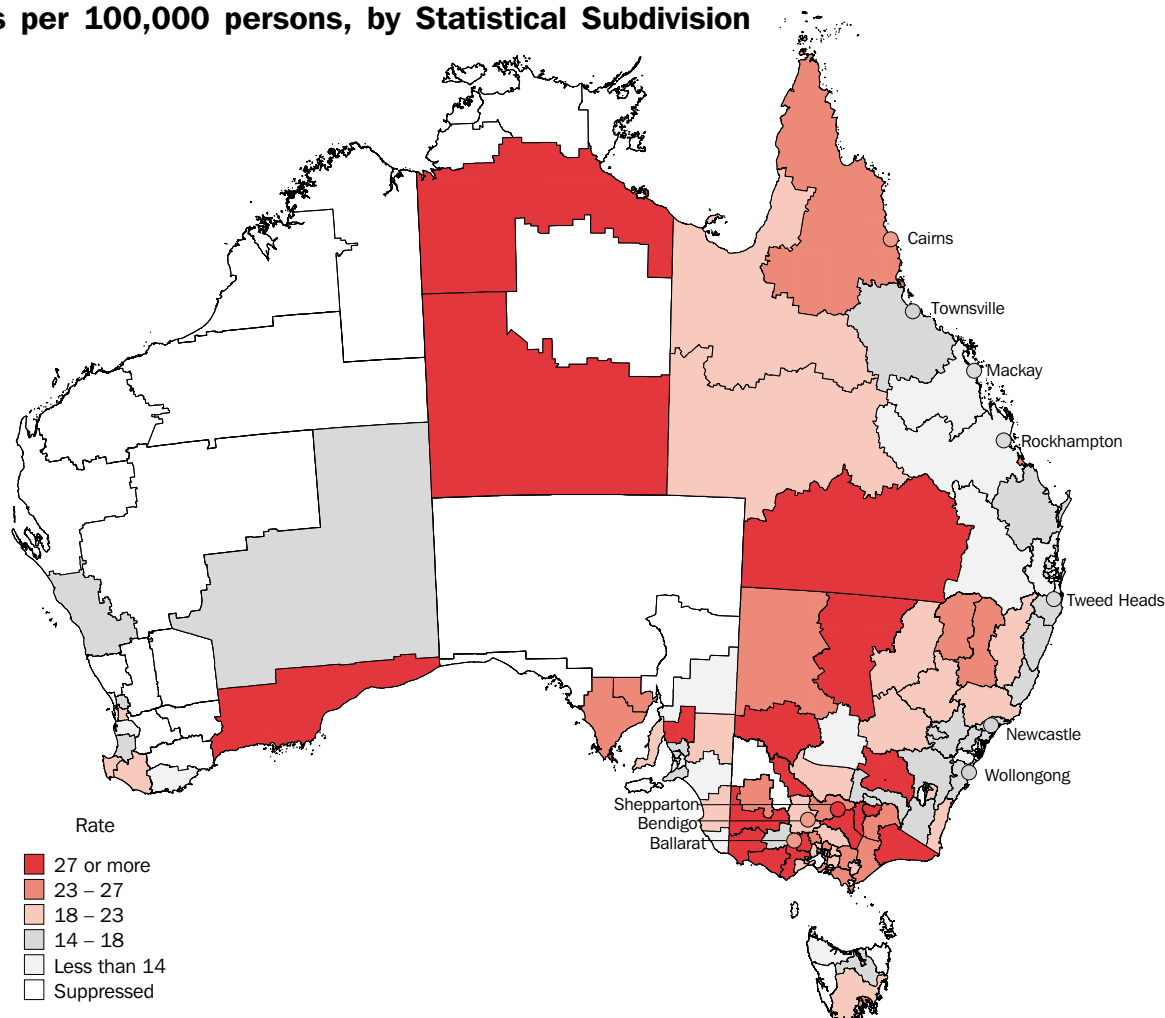 s per 100,000 persons, by Statistical Subdivision
Cairns
Townsville
Mackay
Rockhampton
Tweed Heads
Newcastle
Wollongong
Shepparton
Bendigo
Ballarat
Rate
27 or more
23 – 27
18 – 23
14 – 18
Less than 14
Suppressed